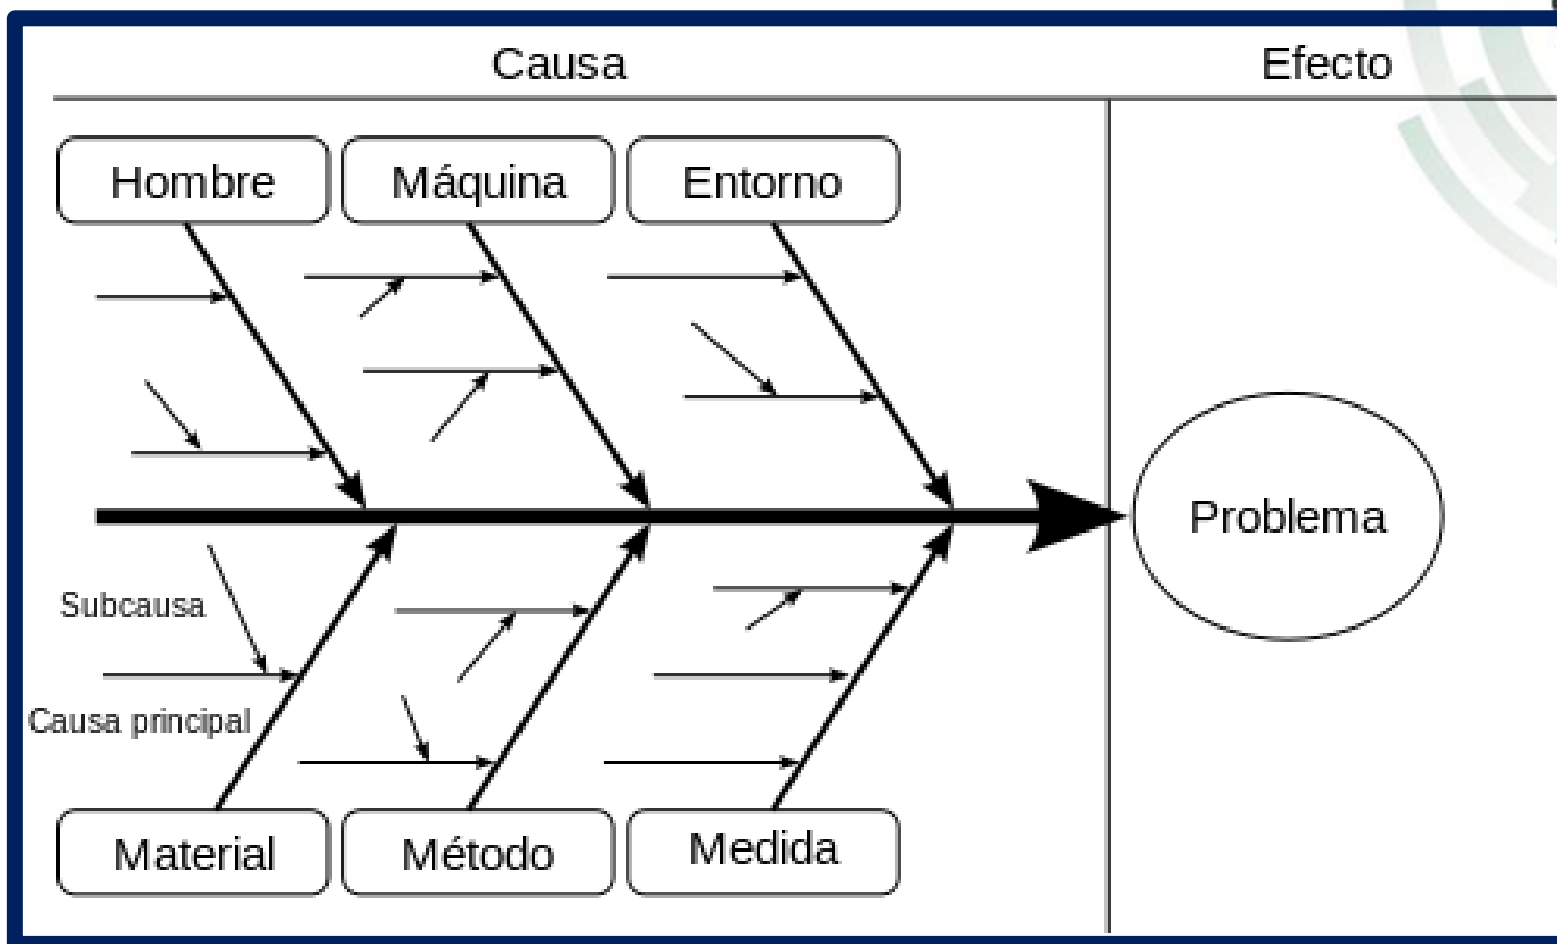 Causa
Efecto
Hombre
Máquina
Entorno
Problema
Subcausa
Causa principal
Material
Método
Medida